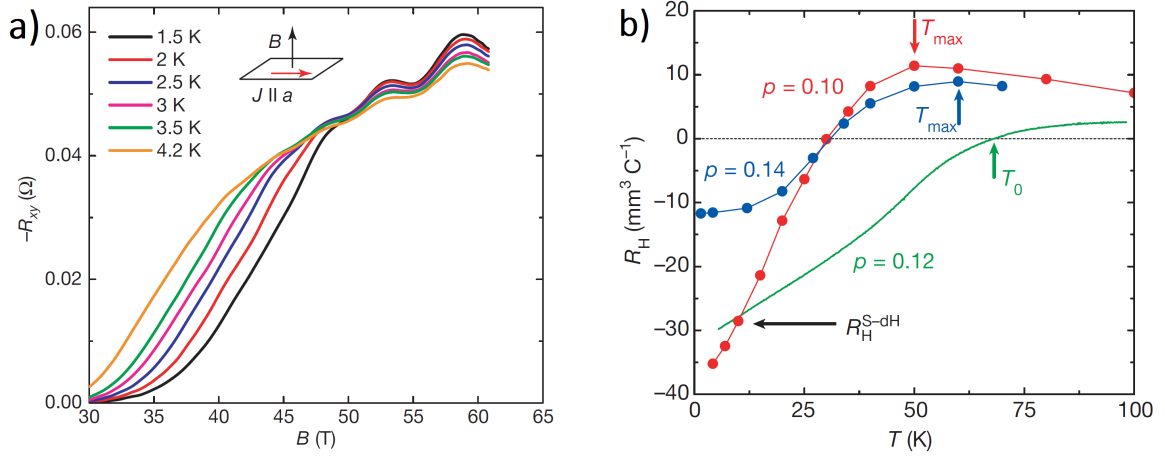 a)
0.06
0.04
0.02
0.00
−Rxy (Ω)
1.5 K
2 K
2.5 K
3 K
3.5 K
4.2 K
B
J || a
30 35 40 45 50 55 60 65
B (T)
b)
20
10
0
−10
−20
−30
−40
RH (mm³ C⁻¹)
Tmax
p = 0.10
Tmax
p = 0.14
T0
p = 0.12
RH S–dH
0 25 50 75 100
T (K)